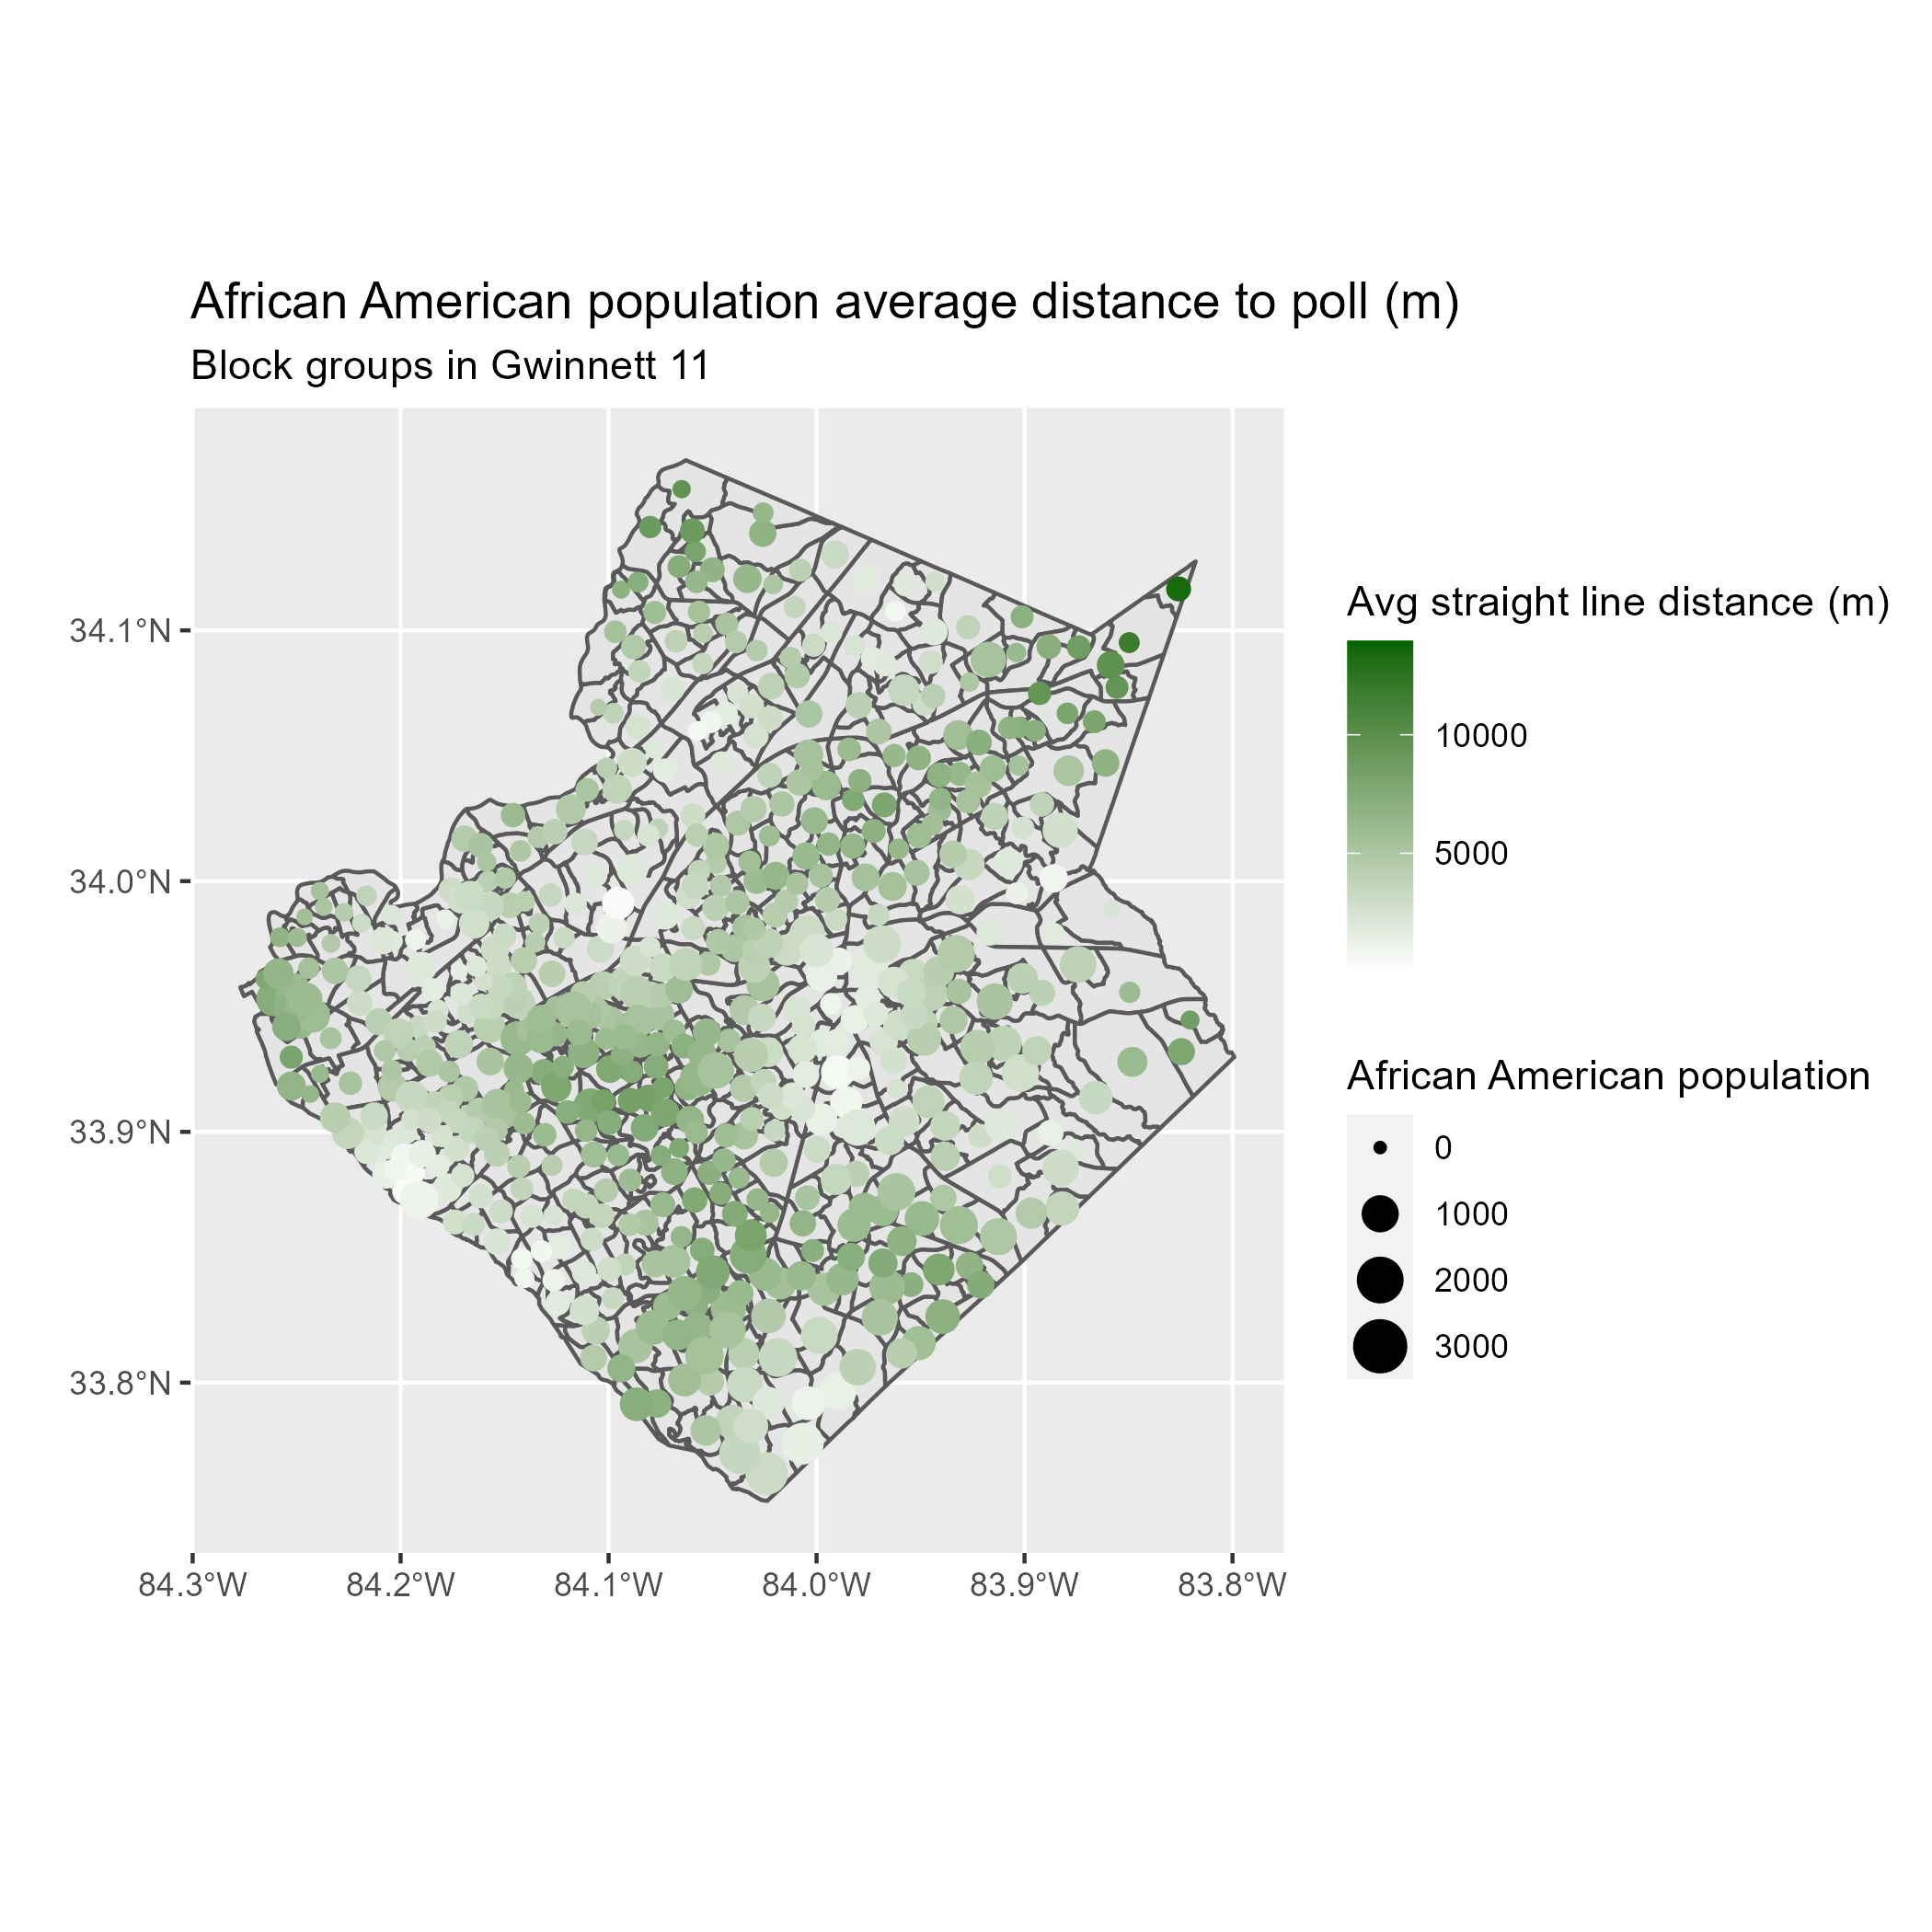 African American population average distance to poll (m)
Block groups in Gwinnett 11
34.1°N
34.0°N
33.9°N
33.8°N
84.3°W 84.2°W 84.1°W 84.0°W 83.9°W 83.8°W
Avg straight line distance (m)
10000
5000
African American population
0
1000
2000
3000